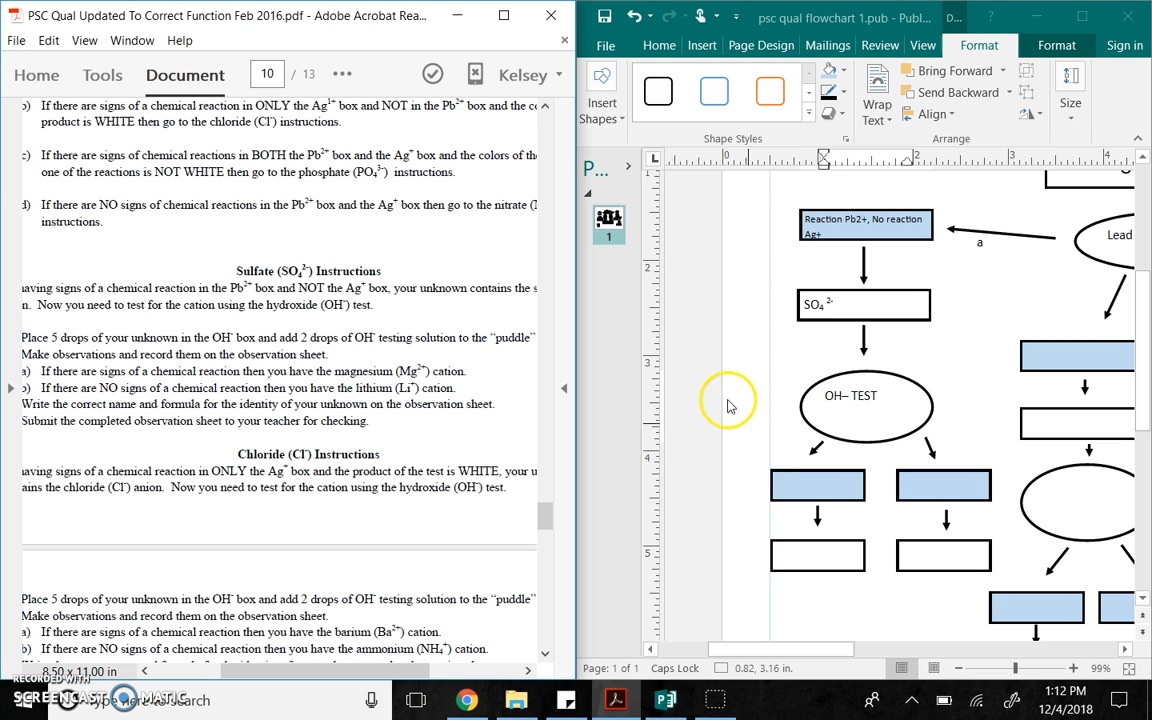 PSC Qual Updated To Correct Function Feb 2016.pdf - Adobe Acrobat Rea...
File Edit View Window Help
Home Tools Document 10 / 13 Kelsey
If there are signs of a chemical reaction in ONLY the Ag1+ box and NOT in the Pb2+ box and the co
product is WHITE then go to the chloride (Cl-) instructions.
c) If there are signs of chemical reactions in BOTH the Pb2+ box and the Ag+ box and the colors of the
one of the reactions is NOT WHITE then go to the phosphate (PO43-) instructions.
d) If there are NO signs of chemical reactions in the Pb2+ box and the Ag+ box then go to the nitrate (
instructions.
Sulfate (SO42-) Instructions
aving signs of a chemical reaction in the Pb2+ box and NOT the Ag+ box, your unknown contains the s
n. Now you need to test for the cation using the hydroxide (OH-) test.
Place 5 drops of your unknown in the OH- box and add 2 drops of OH- testing solution to the “puddle”
Make observations and record them on the observation sheet.
a) If there are signs of a chemical reaction then you have the magnesium (Mg2+) cation.
b) If there are NO signs of a chemical reaction then you have the lithium (Li+) cation.
Write the correct name and formula for the identity of your unknown on the observation sheet.
Submit the completed observation sheet to your teacher for checking.
Chloride (Cl-) Instructions
aving signs of a chemical reaction in ONLY the Ag+ box and the product of the test is WHITE, your u
ains the chloride (Cl-) anion. Now you need to test for the cation using the hydroxide (OH-) test.
Place 5 drops of your unknown in the OH- box and add 2 drops of OH- testing solution to the “puddle”
Make observations and record them on the observation sheet.
a) If there are signs of a chemical reaction then you have the barium (Ba2+) cation.
b) If there are NO signs of a chemical reaction then you have the ammonium (NH4+) cation.
8.50 x 11.00 in
psc qual flowchart 1.pub - Publ... D...
File Home Insert Page Design Mailings Review View Format Format Sign in
Insert Shapes
Shape Styles
Wrap Text
Bring Forward
Send Backward
Align
Arrange
Size
P...
1
0 2 3 4
1
2
3
4
5
Reaction Pb2+, No reaction
Ag+
a
Lead
SO4 2-
OH– TEST
Page: 1 of 1 Caps Lock 0.82, 3.16 in. 99%
RECORDED WITH
SCREENCAST MATIC
Type here to search
1:12 PM
12/4/2018